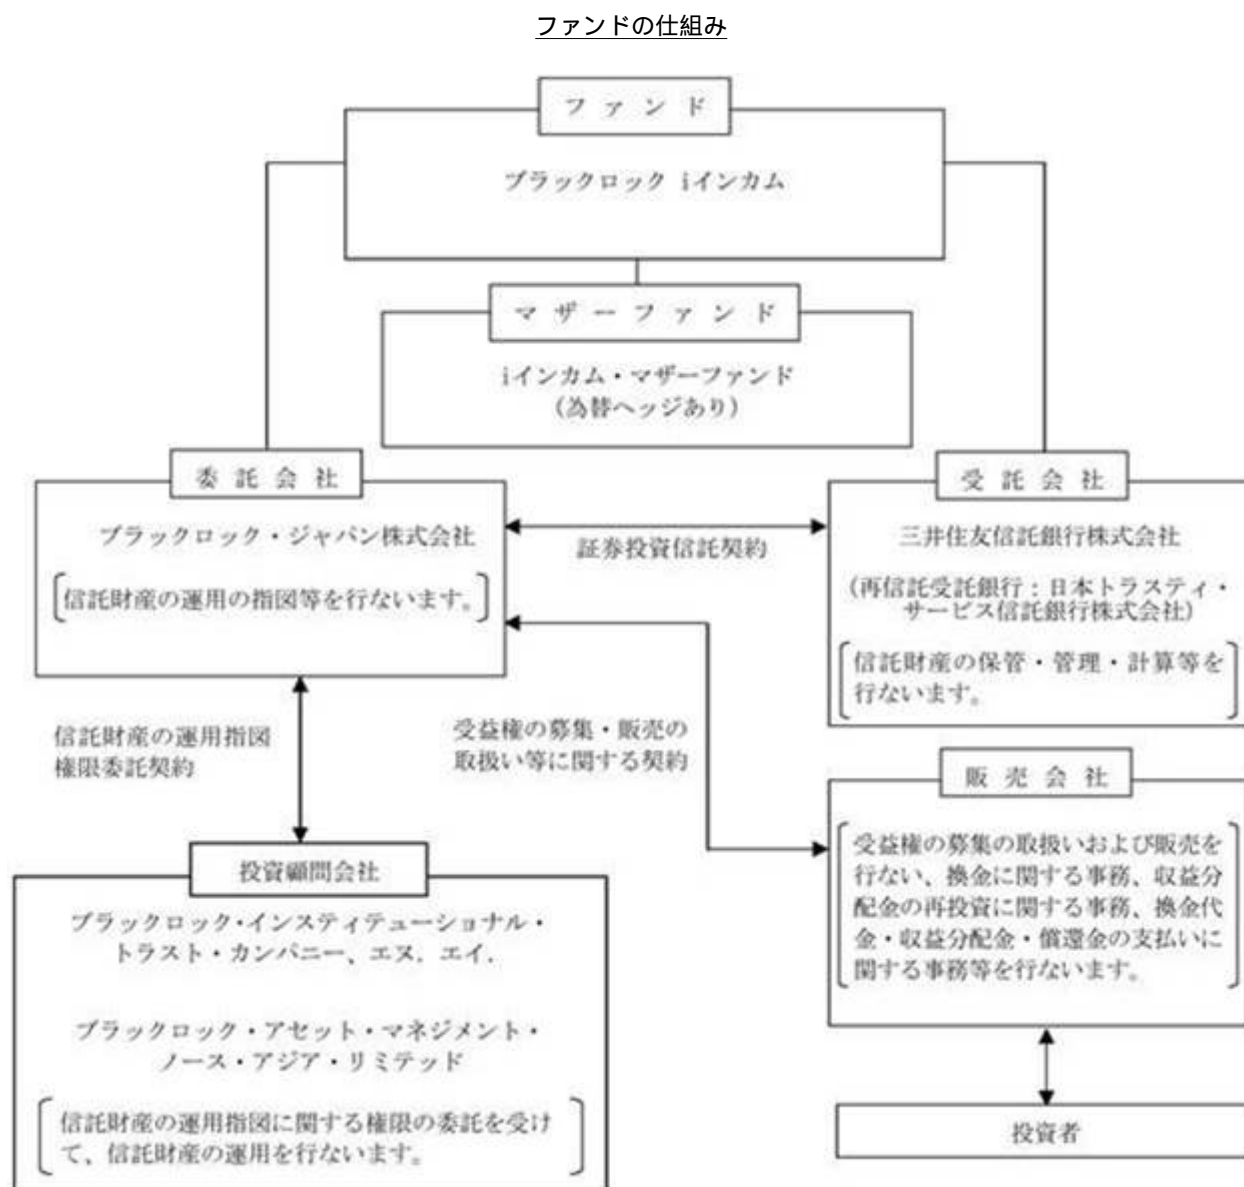 ファンドの仕組み
ファンド
ブラックロック iインカム
マザーファンド
iインカム・マザーファンド
（為替ヘッジあり）
委託会社
ブラックロック・ジャパン株式会社
信託財産の運用の指図等を行ないます。
証券投資信託契約
受託会社
三井住友信託銀行株式会社
（再信託受託銀行：日本トラスティ・
サービス信託銀行株式会社）
信託財産の保管・管理・計算等を
行ないます。
信託財産の運用指図
権限委託契約
受益権の募集・販売の
取扱い等に関する契約
販売会社
受益権の募集の取扱いおよび販売を
行ない、換金に関する事務、収益分
配金の再投資に関する事務、換金代
金・収益分配金・償還金の支払いに
関する事務等を行ないます。
投資顧問会社
ブラックロック・インスティテューショナル・
トラスト・カンパニー、エヌ．エイ．
ブラックロック・アセット・マネジメント・
ノース・アジア・リミテッド
信託財産の運用指図に関する権限の委託を受け
て、信託財産の運用を行ないます。
投資者